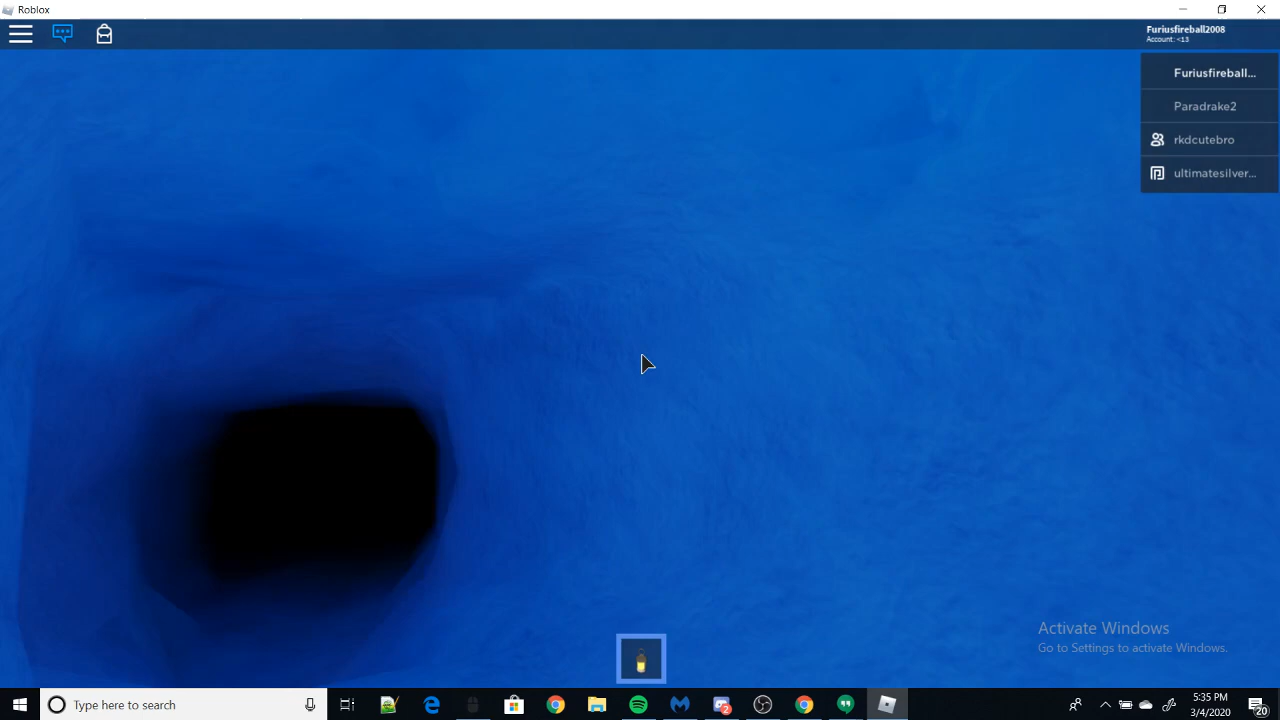 Roblox
Furiusfireball2008
Account: <13
Furiusfireball...
Paradrake2
rkdcutebro
ultimatesilver...
Activate Windows
Go to Settings to activate Windows.
Type here to search
2
5:35 PM
3/4/2020
20